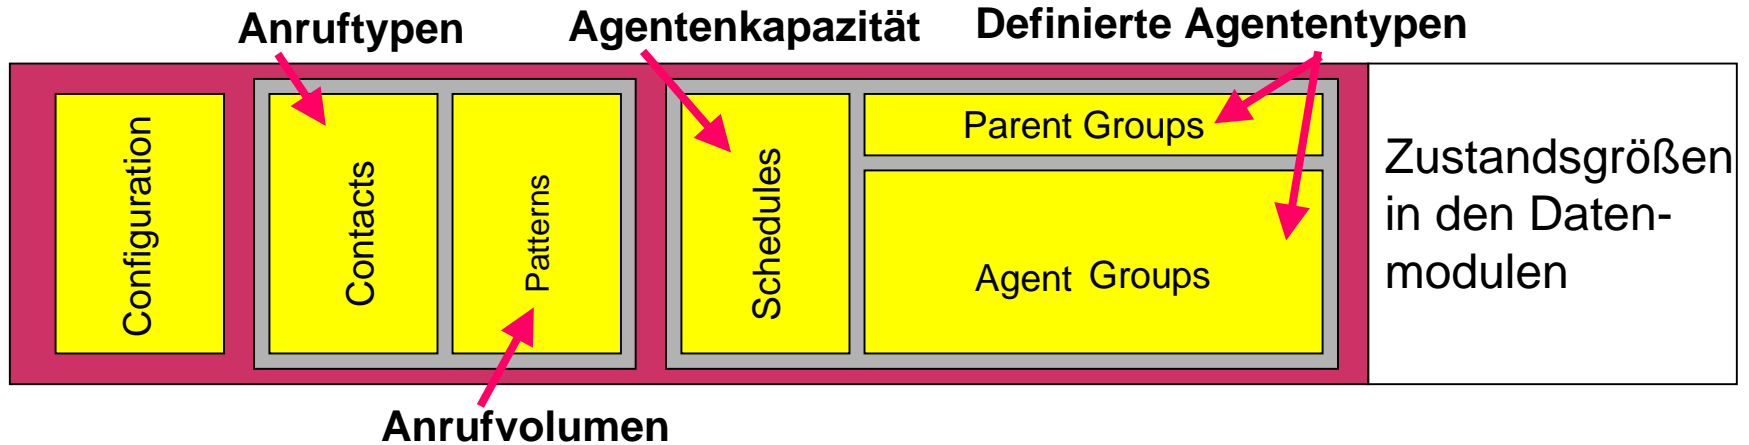 Anruftypen
Agentenkapazität
Definierte Agententypen
Configuration
Contacts
Patterns
Schedules
Parent Groups
Agent Groups
Zustandsgrößen
in den Daten-
modulen
Anrufvolumen